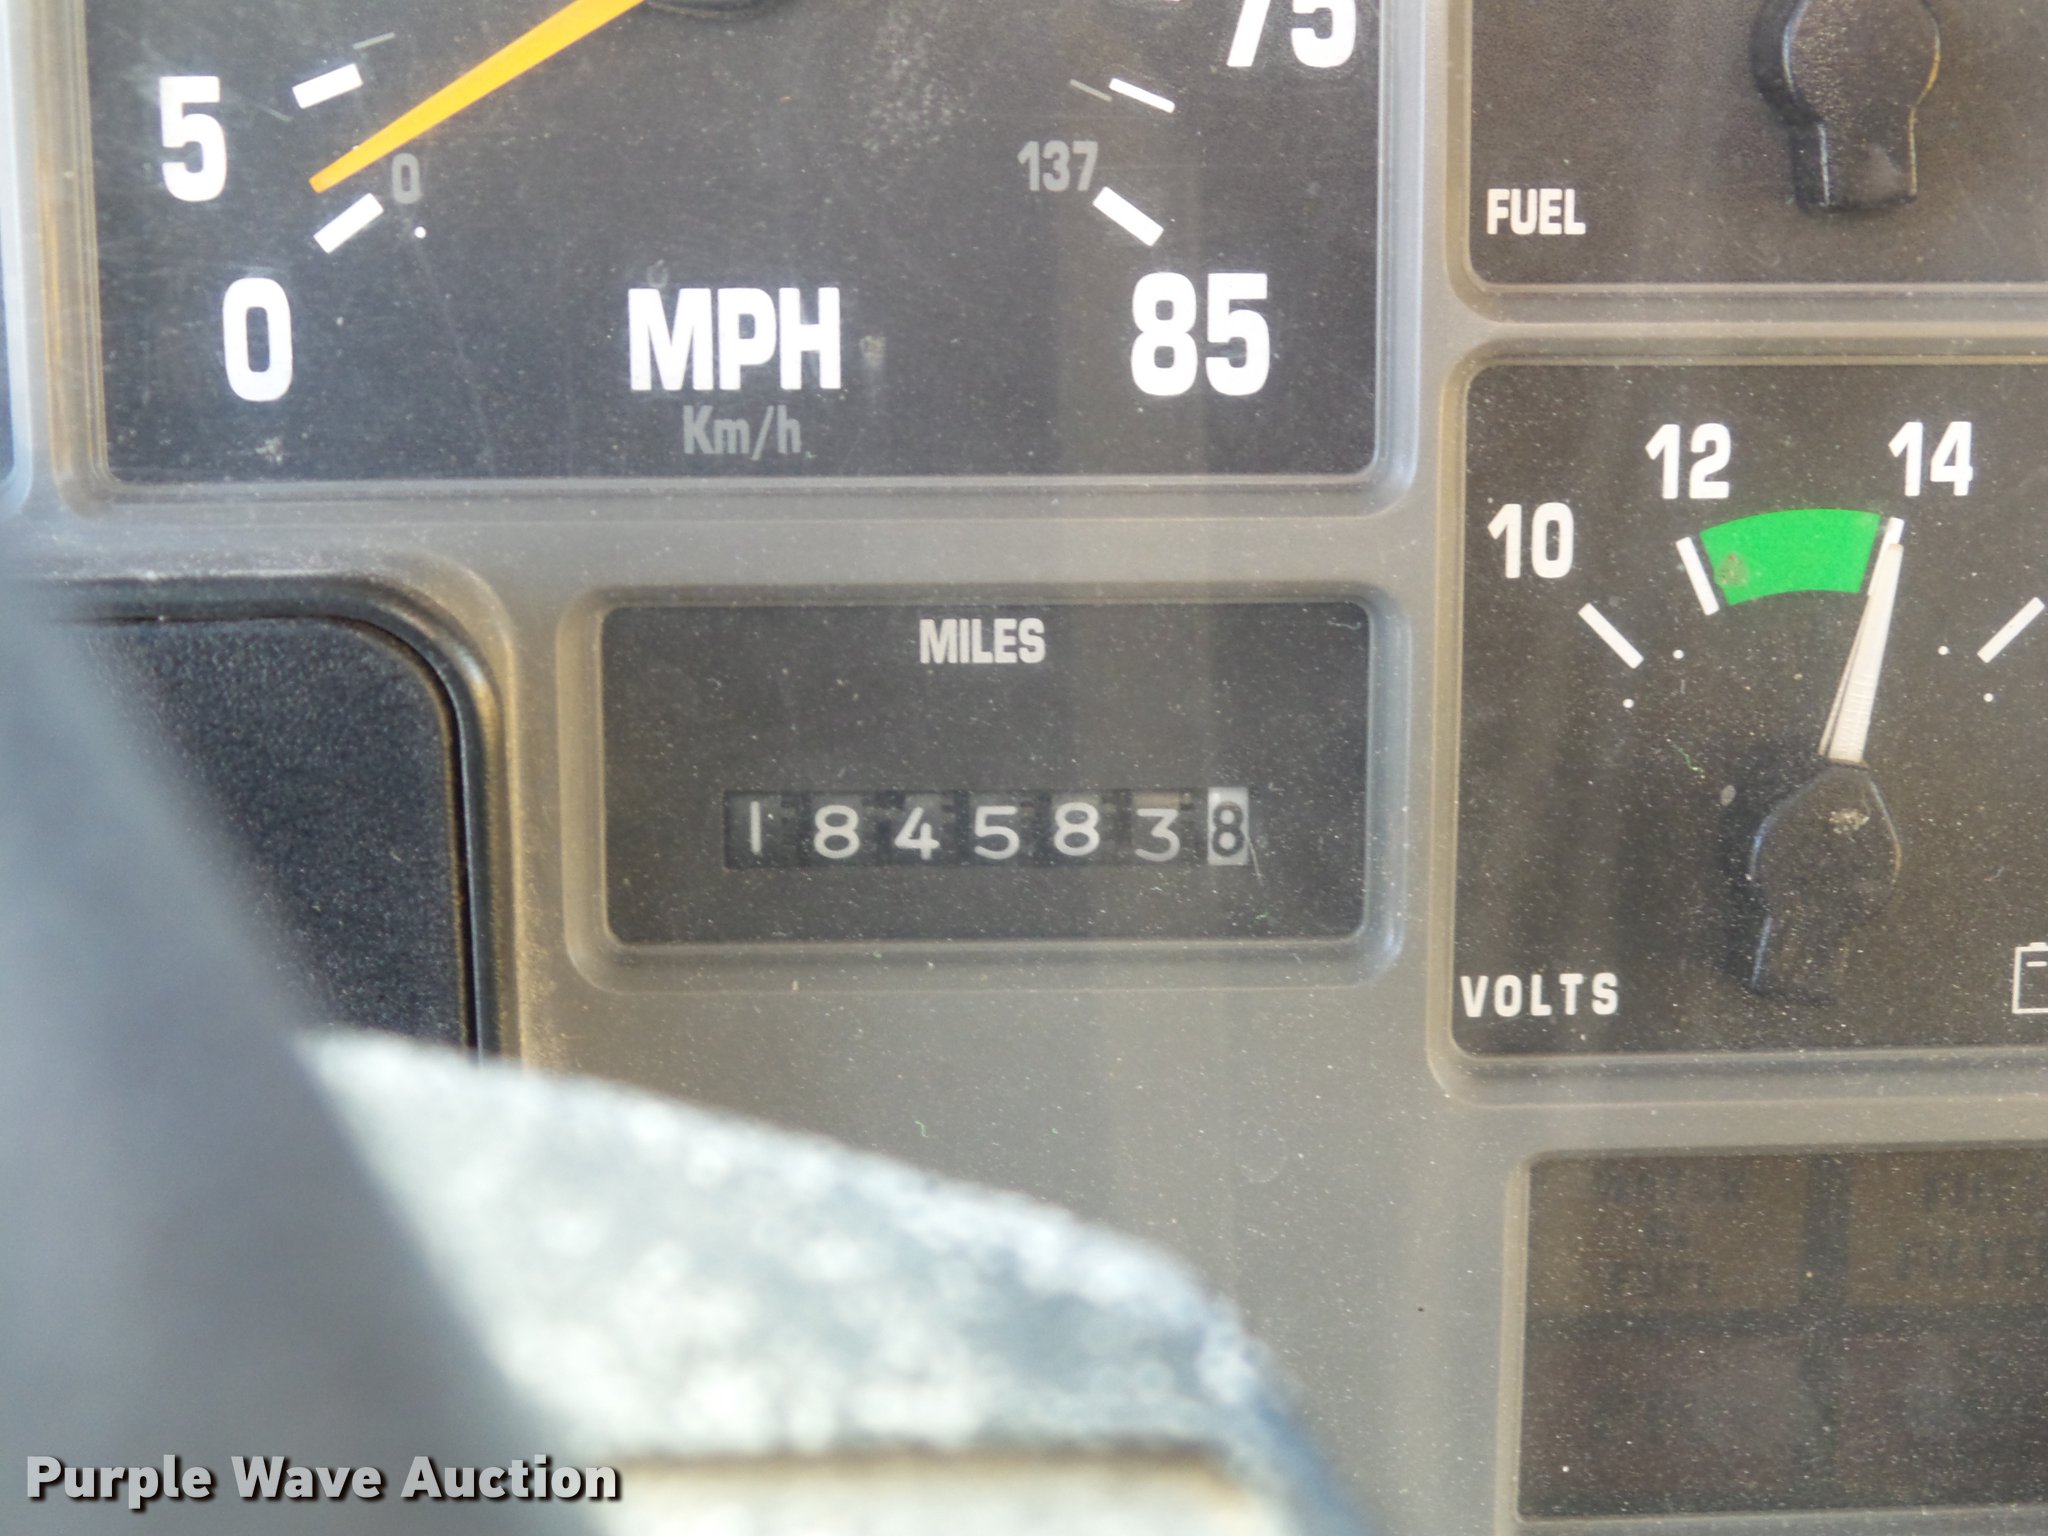 75
5
0
137
FUEL
0
MPH
85
Km/h
12
14
10
MILES
1845838
VOLTS
Purple Wave Auction